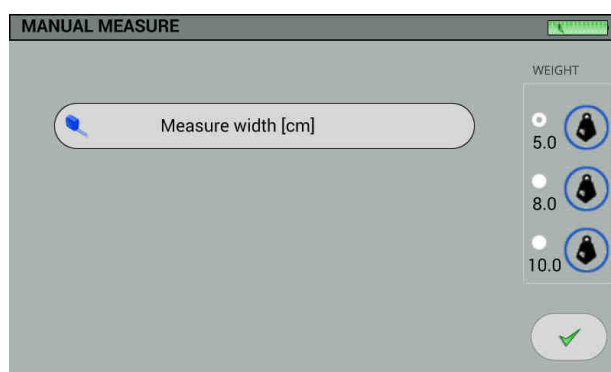 MANUAL MEASURE
WEIGHT
Measure width [cm]
5.0
8.0
10.0